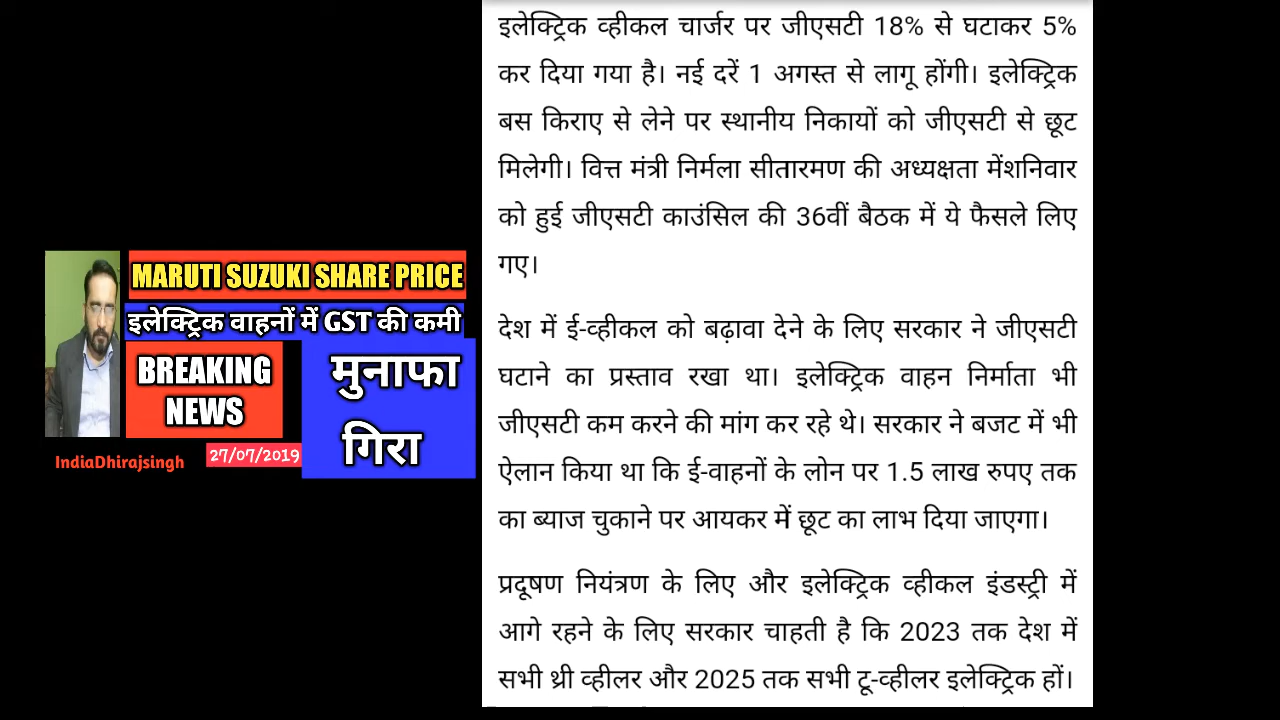 MARUTI SUZUKI SHARE PRICE
इलेक्ट्रिक वाहनों में GST की कमी
BREAKING
NEWS
मुनाफा
गिरा
27/07/2019
IndiaDhirajsingh
इलेक्ट्रिक व्हीकल चार्जर पर जीएसटी 18% से घटाकर 5%
कर दिया गया है। नई दरें 1 अगस्त से लागू होंगी। इलेक्ट्रिक
बस किराए से लेने पर स्थानीय निकायों को जीएसटी से छूट
मिलेगी। वित्त मंत्री निर्मला सीतारमण की अध्यक्षता मेंशनिवार
को हुई जीएसटी काउंसिल की 36वीं बैठक में ये फैसले लिए
गए।
देश में ई-व्हीकल को बढ़ावा देने के लिए सरकार ने जीएसटी
घटाने का प्रस्ताव रखा था। इलेक्ट्रिक वाहन निर्माता भी
जीएसटी कम करने की मांग कर रहे थे। सरकार ने बजट में भी
ऐलान किया था कि ई-वाहनों के लोन पर 1.5 लाख रुपए तक
का ब्याज चुकाने पर आयकर में छूट का लाभ दिया जाएगा।
प्रदूषण नियंत्रण के लिए और इलेक्ट्रिक व्हीकल इंडस्ट्री में
आगे रहने के लिए सरकार चाहती है कि 2023 तक देश में
सभी थ्री व्हीलर और 2025 तक सभी टू-व्हीलर इलेक्ट्रिक हों।